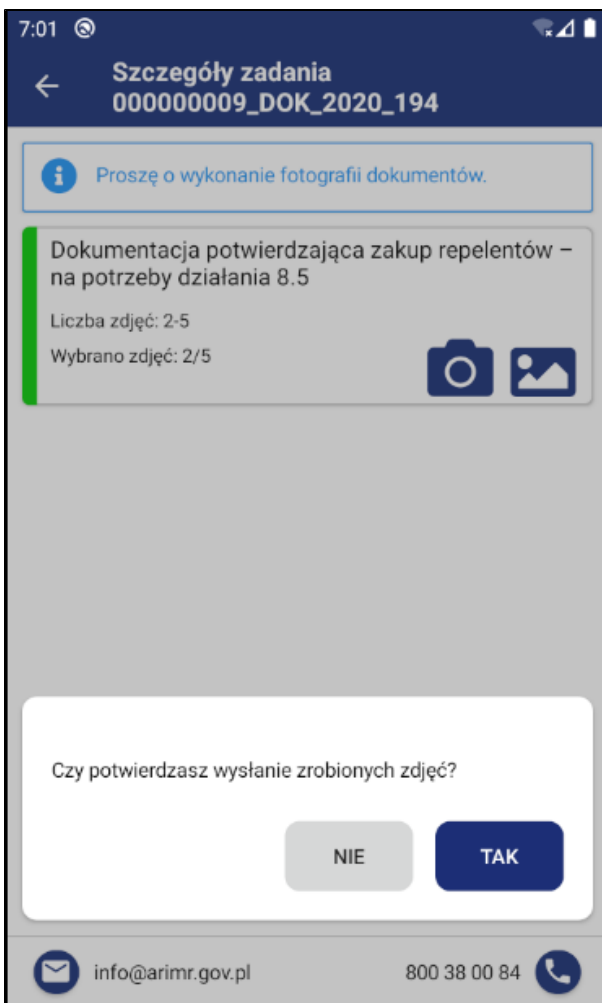 7:01
Szczegóły zadania
000000009_DOK_2020_194
Proszę o wykonanie fotografii dokumentów.
Dokumentacja potwierdzająca zakup repelentów –
na potrzeby działania 8.5
Liczba zdjęć: 2-5
Wybrano zdjęć: 2/5
Czy potwierdzasz wysłanie zrobionych zdjęć?
NIE TAK
info@arimr.gov.pl 800 38 00 84